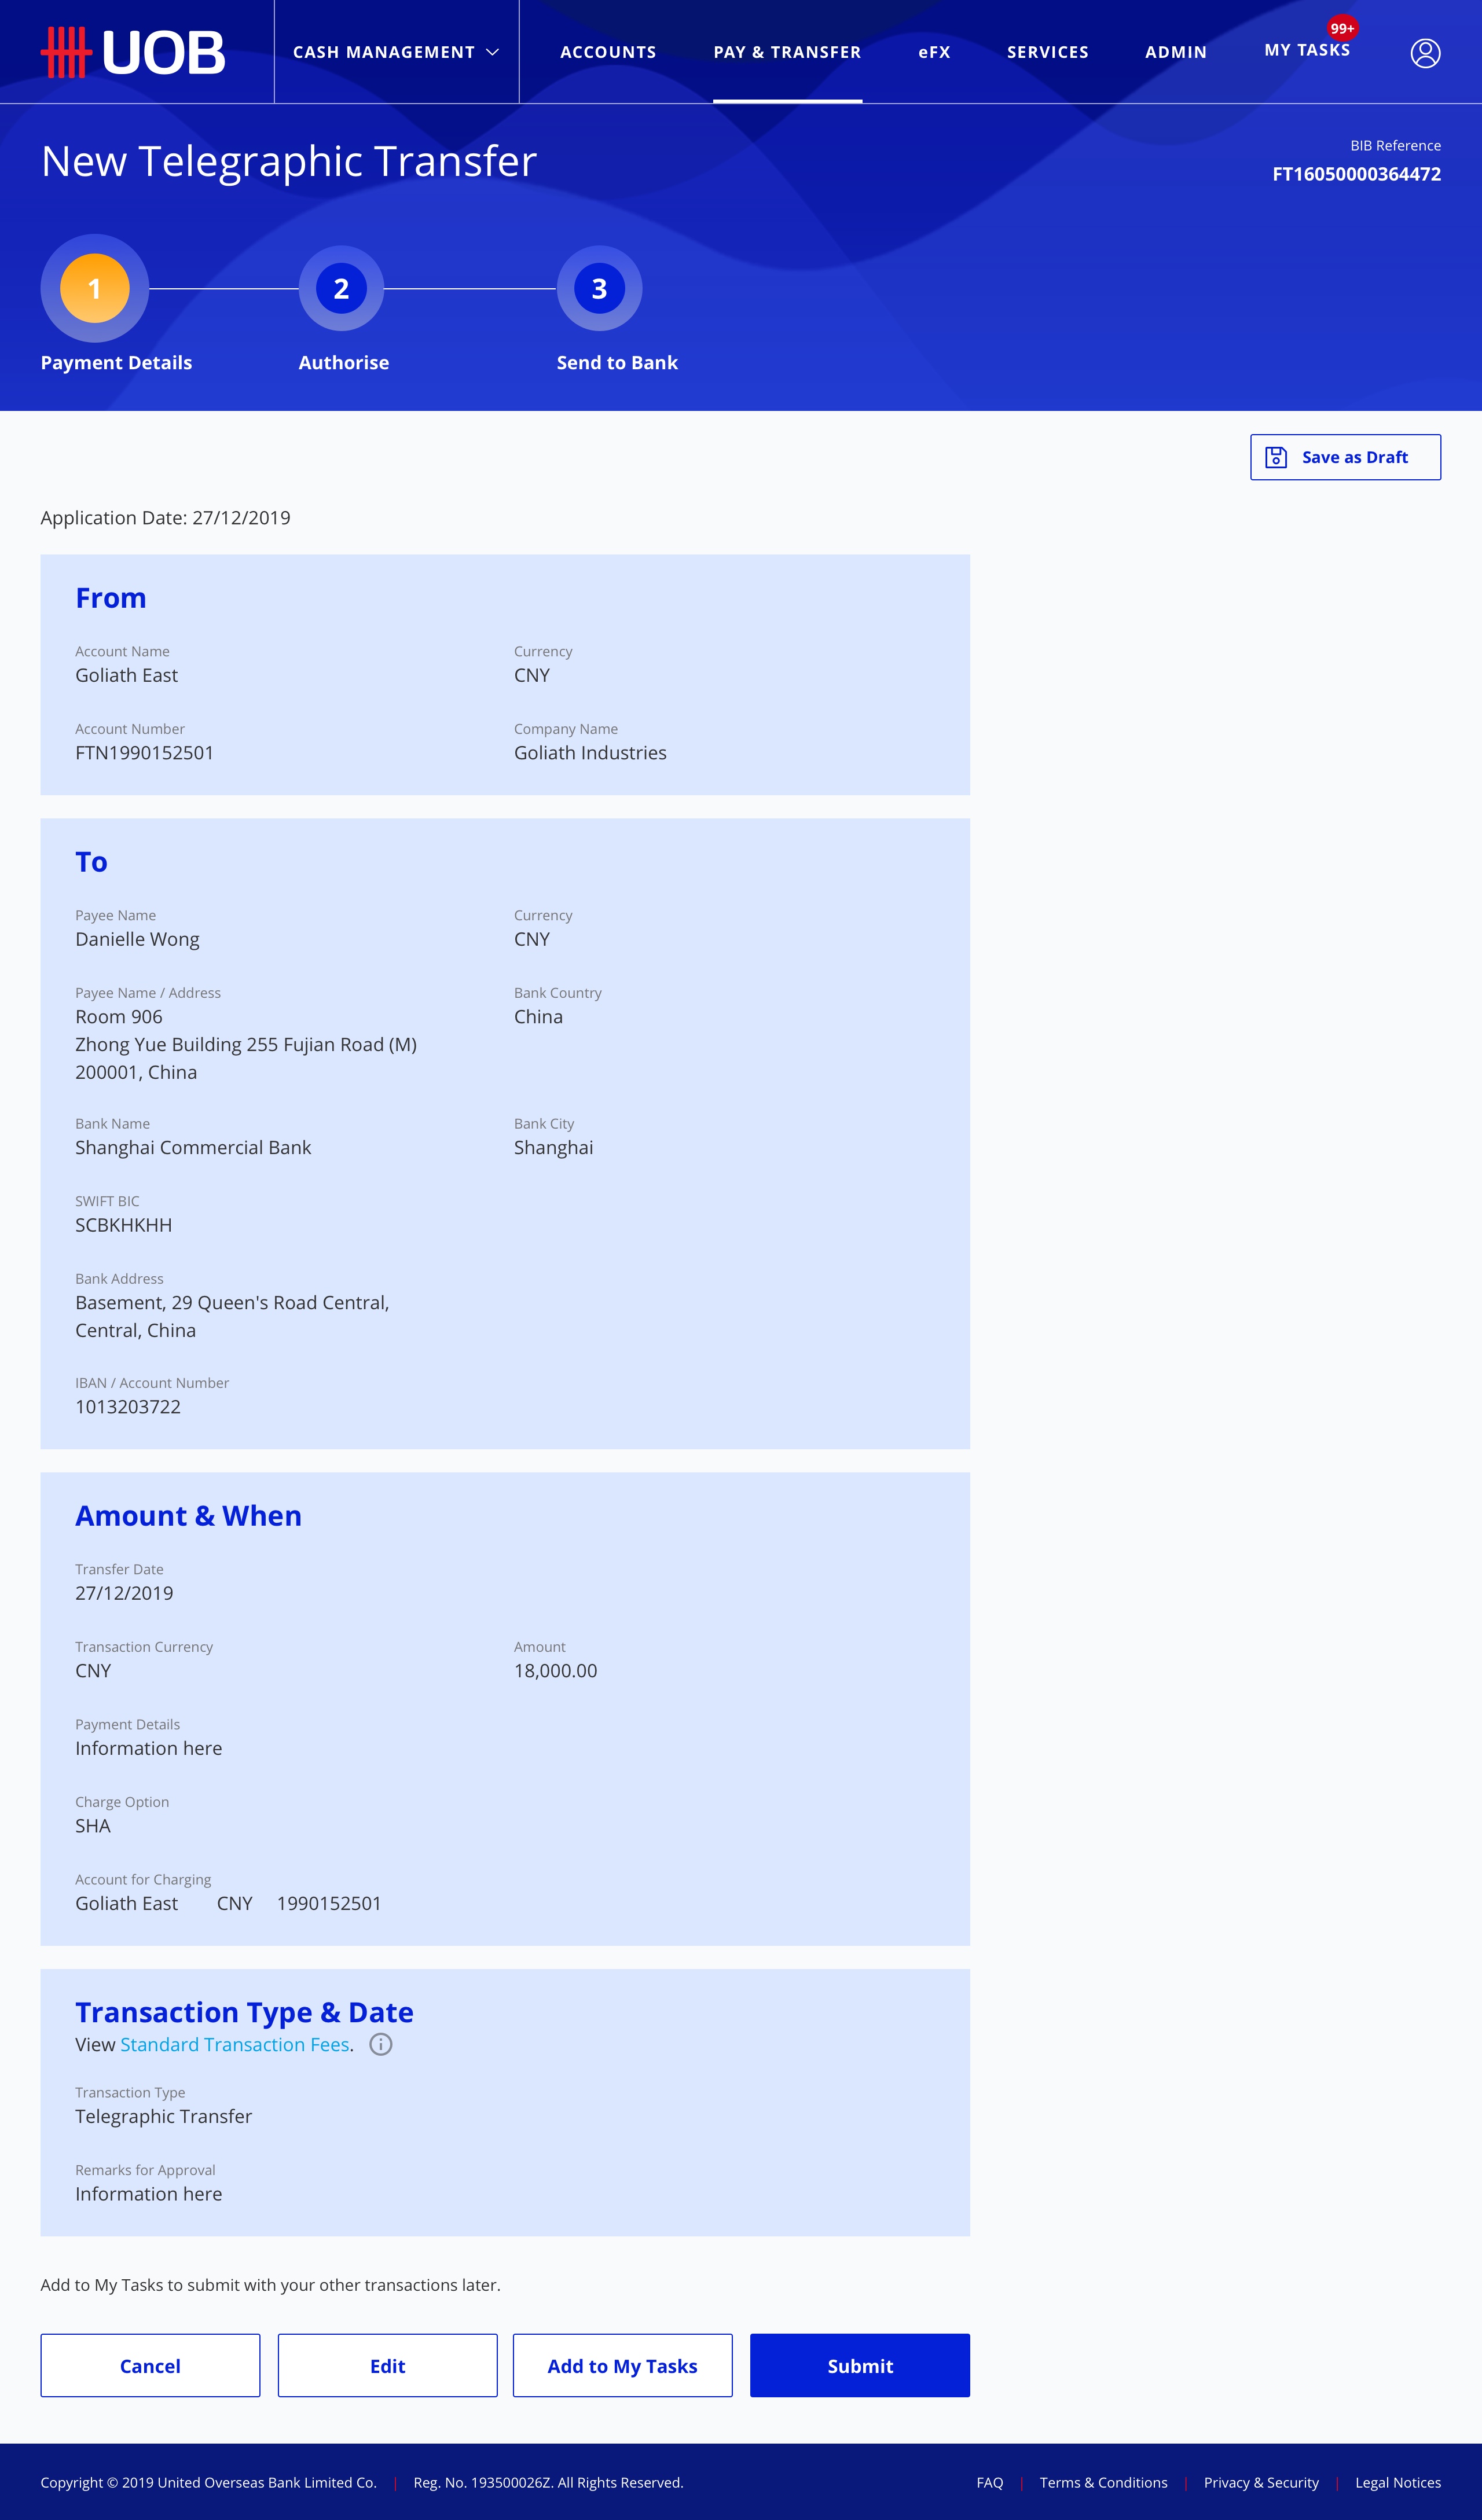 UOB
CASH MANAGEMENT
ACCOUNTS
PAY & TRANSFER
eFX
SERVICES
ADMIN
MY TASKS
99+
New Telegraphic Transfer
BIB Reference
FT16050000364472
1
2
3
Payment Details
Authorise
Send to Bank
Save as Draft
Application Date: 27/12/2019
From
Account Name
Goliath East
Currency
CNY
Account Number
FTN1990152501
Company Name
Goliath Industries
To
Payee Name
Danielle Wong
Currency
CNY
Payee Name / Address
Room 906
Zhong Yue Building 255 Fujian Road (M)
200001, China
Bank Country
China
Bank Name
Shanghai Commercial Bank
Bank City
Shanghai
SWIFT BIC
SCBKHKHH
Bank Address
Basement, 29 Queen's Road Central,
Central, China
IBAN / Account Number
1013203722
Amount & When
Transfer Date
27/12/2019
Transaction Currency
CNY
Amount
18,000.00
Payment Details
Information here
Charge Option
SHA
Account for Charging
Goliath East CNY 1990152501
Transaction Type & Date
View Standard Transaction Fees.
Transaction Type
Telegraphic Transfer
Remarks for Approval
Information here
Add to My Tasks to submit with your other transactions later.
Cancel
Edit
Add to My Tasks
Submit
Copyright © 2019 United Overseas Bank Limited Co. | Reg. No. 193500026Z. All Rights Reserved.
FAQ | Terms & Conditions | Privacy & Security | Legal Notices